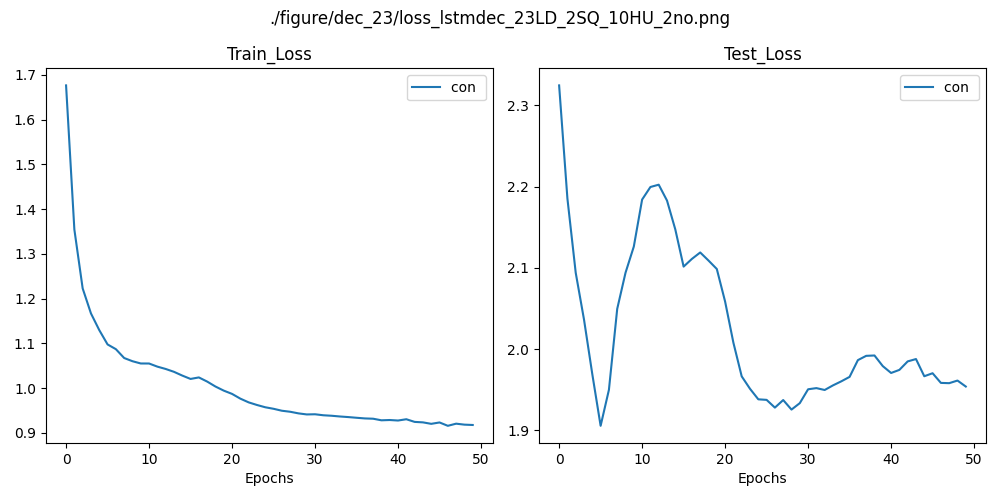 ./figure/dec_23/loss_lstmdec_23LD_2SQ_10HU_2no.png
Train_Loss
con
1.7
1.6
1.5
1.4
1.3
1.2
1.1
1.0
0.9
0 10 20 30 40 50
Epochs
Test_Loss
con
2.3
2.2
2.1
2.0
1.9
0 10 20 30 40 50
Epochs